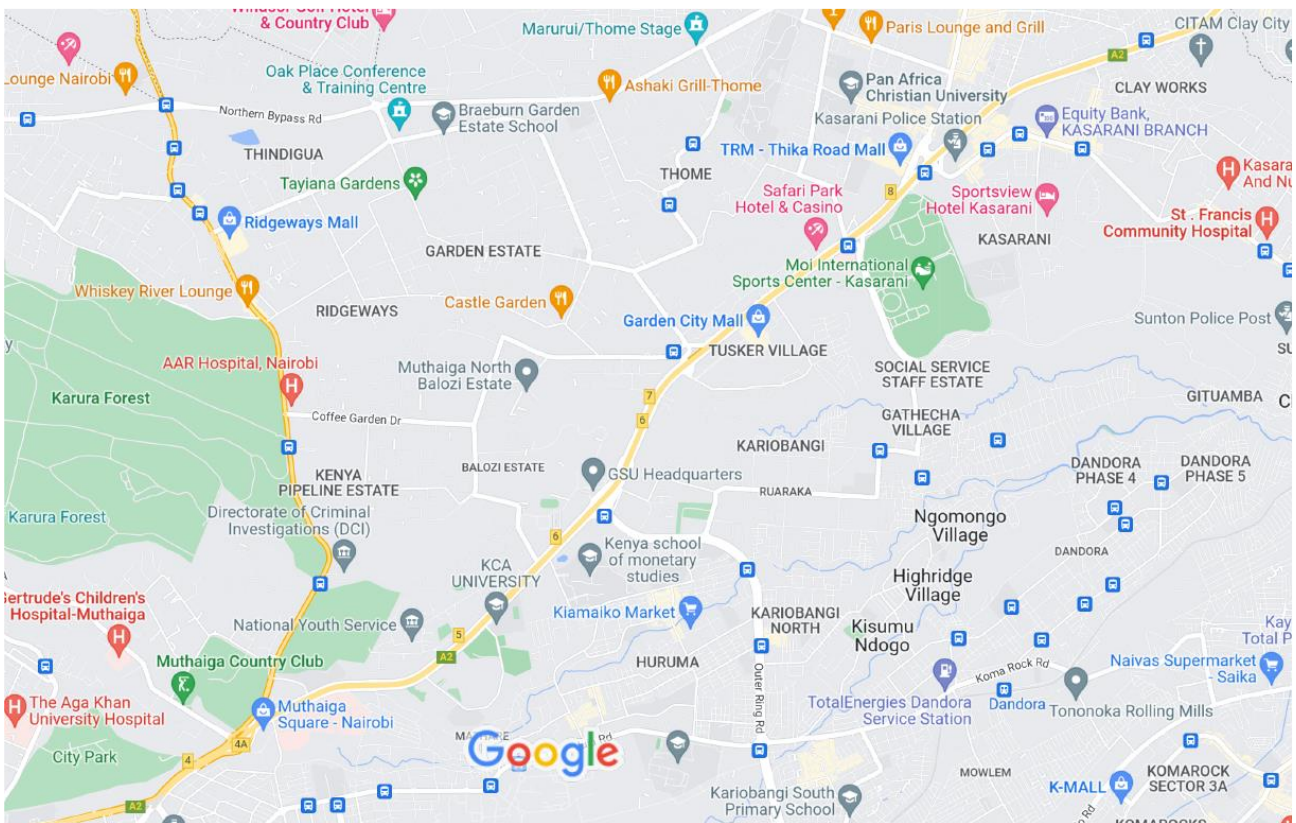 Windsor Golf Hotel
& Country Club
Marurui/Thome Stage
Paris Lounge and Grill
CITAM Clay City
A2
Lounge Nairobi
Oak Place Conference
& Training Centre
Ashaki Grill-Thome
Pan Africa
Christian University
CLAY WORKS
Northern Bypass Rd
Braeburn Garden
Estate School
Kasarani Police Station
Equity Bank,
KASARANI BRANCH
THINDIGUA
TRM - Thika Road Mall
Tayiana Gardens
THOME
Safari Park
Hotel & Casino
8
Sportsview
Hotel Kasarani
Kasara
And Nu
Ridgeways Mall
St . Francis
Community Hospital
GARDEN ESTATE
KASARANI
Moi International
Sports Center - Kasarani
Whiskey River Lounge
RIDGEWAYS
Castle Garden
Garden City Mall
Sunton Police Post
SU
TUSKER VILLAGE
AAR Hospital, Nairobi
Muthaiga North
Balozi Estate
SOCIAL SERVICE
STAFF ESTATE
Karura Forest
7
6
GITUAMBA
C
Coffee Garden Dr
GATHECHA
VILLAGE
KARIOBANGI
BALOZI ESTATE
GSU Headquarters
KENYA
PIPELINE ESTATE
DANDORA
PHASE 4
DANDORA
PHASE 5
RUARAKA
Karura Forest
Directorate of Criminal
Investigations (DCI)
6
Ngomongo
Village
Kenya school
of monetary
studies
DANDORA
KCA
UNIVERSITY
Highridge
Village
Gertrude's Children's
Hospital-Muthaiga
Kiamaiko Market
KARIOBANGI
NORTH
National Youth Service
5
Kisumu
Ndogo
Kay
Total P
A2
Muthaiga Country Club
HURUMA
Koma Rock Rd
Naivas Supermarket
- Saika
The Aga Khan
University Hospital
Muthaiga
Square - Nairobi
Outer Ring Rd
TotalEnergies Dandora
Service Station
Dandora
Tononoka Rolling Mills
4A
4
Google
Rd
City Park
MOWLEM
K-MALL
KOMAROCK
SECTOR 3A
A2
Kariobangi South
Primary School
KOMAROCKS